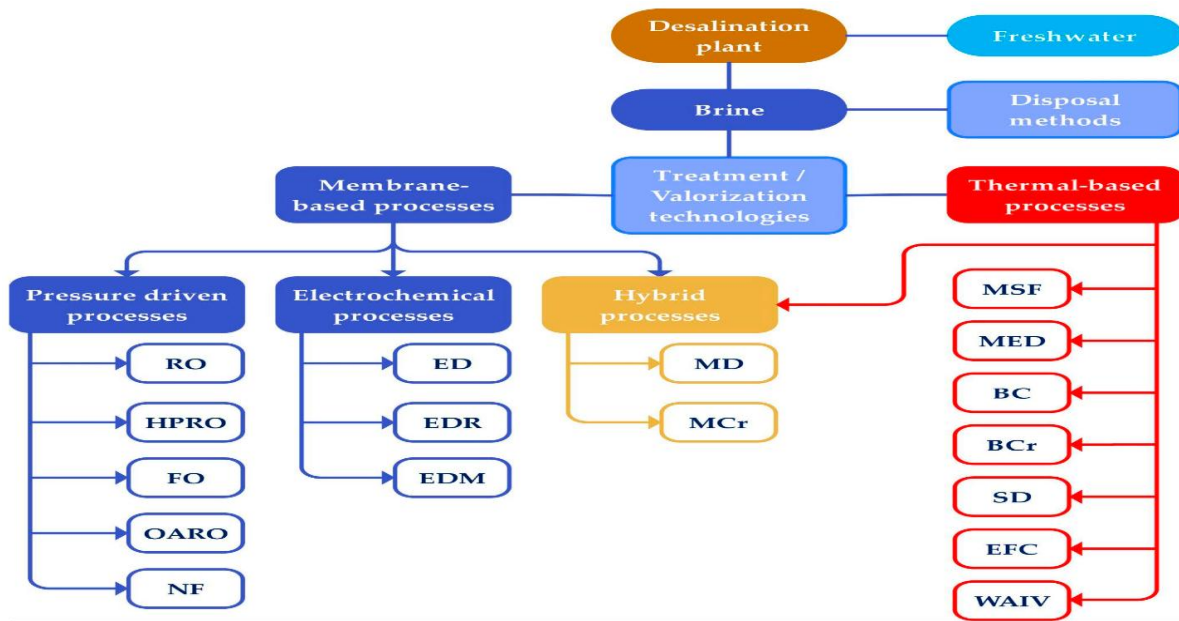 Desalination
plant
Freshwater
Brine
Disposal
methods
Treatment /
Valorization
technologies
Membrane-
based processes
Thermal-based
processes
Pressure driven
processes
Electrochemical
processes
Hybrid
processes
RO
HPRO
FO
OARO
NF
ED
EDR
EDM
MD
MCr
MSF
MED
BC
BCr
SD
EFC
WAIV